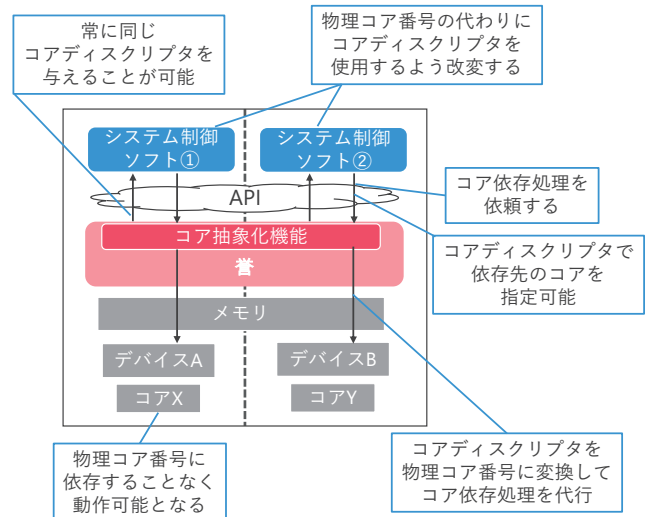 常に同じ
コアディスクリプタを
与えることが可能
物理コア番号の代わりに
コアディスクリプタを
使用するよう改変する
システム制御
ソフト①
システム制御
ソフト②
API
コア依存処理を
依頼する
コア抽象化機能
誉
コアディスクリプタで
依存先のコアを
指定可能
メモリ
デバイスA
デバイスB
コアX
コアY
物理コア番号に
依存することなく
動作可能となる
コアディスクリプタを
物理コア番号に変換して
コア依存処理を代行